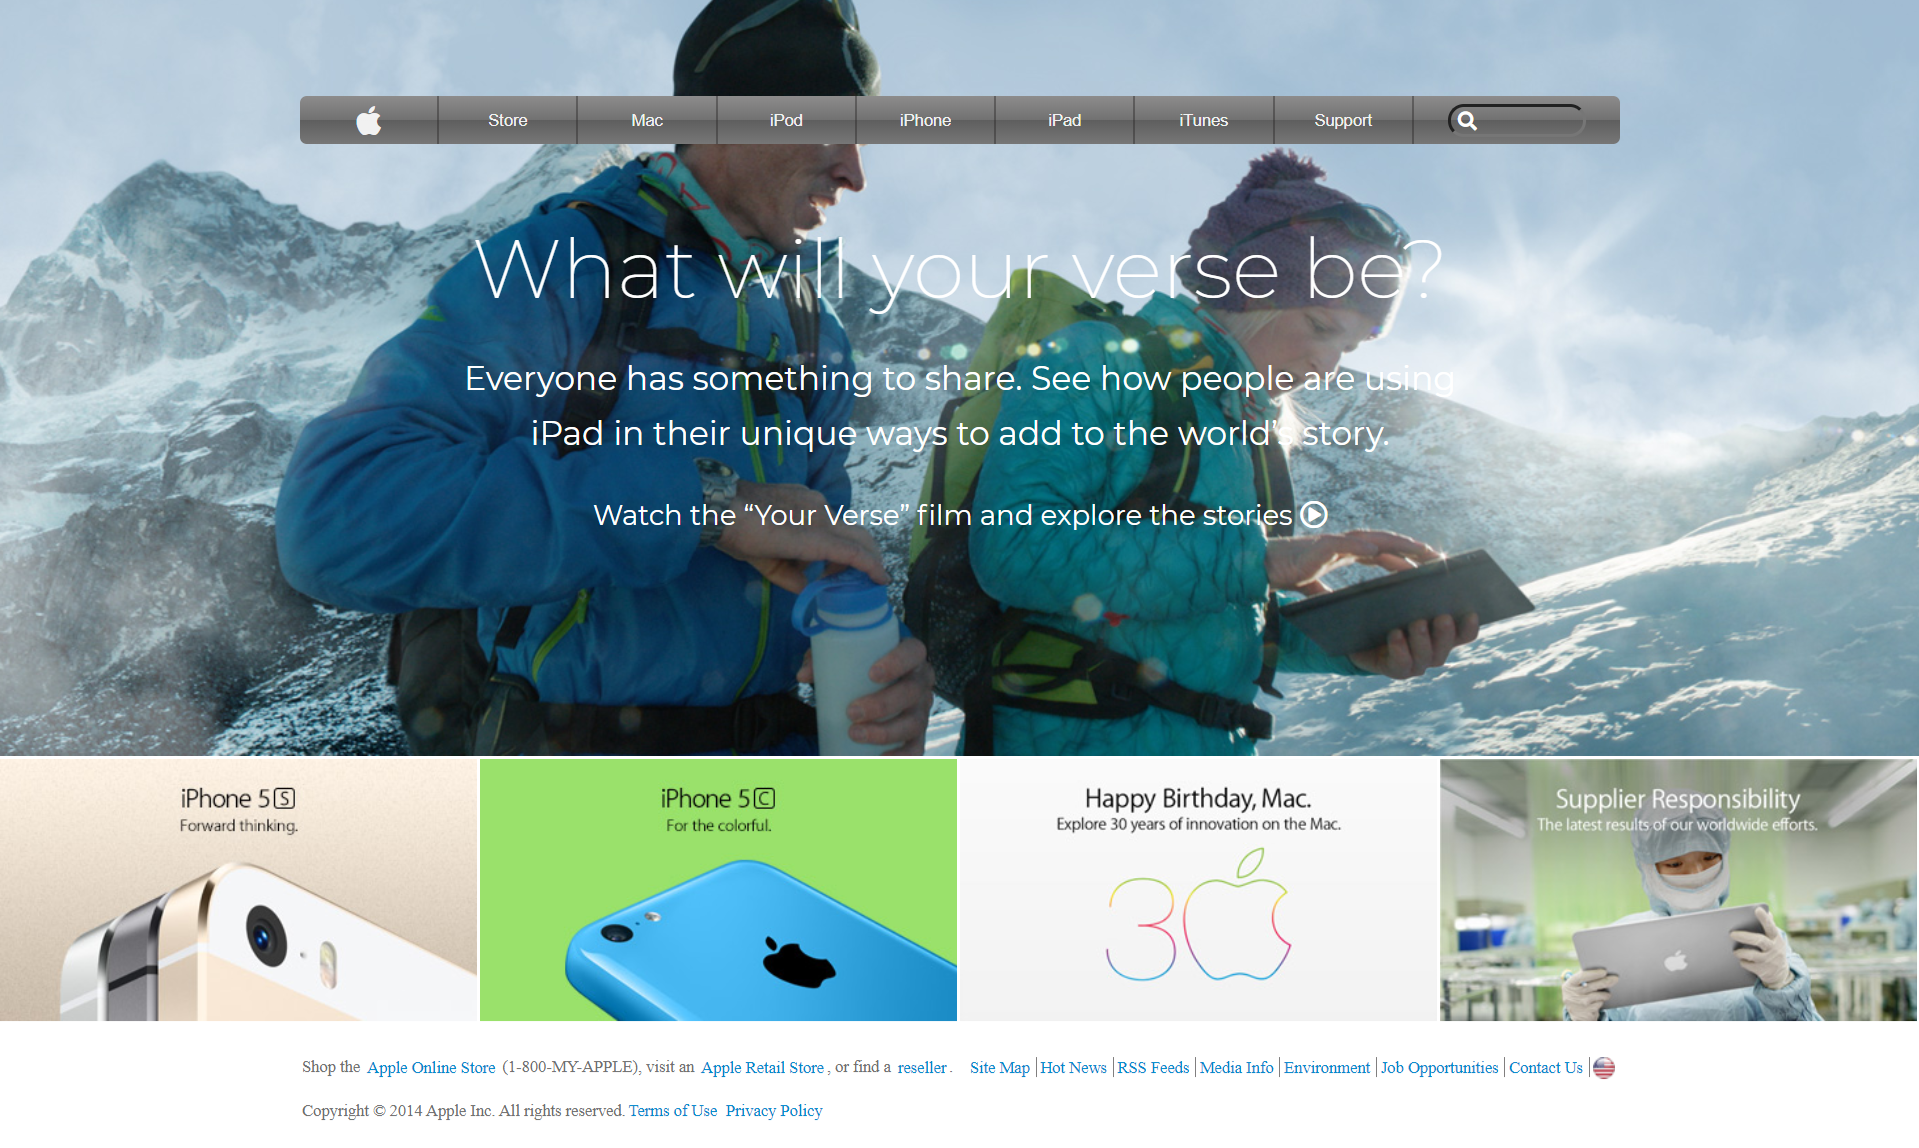 Store Mac iPod iPhone iPad iTunes Support
What will your verse be?
Everyone has something to share. See how people are using
iPad in their unique ways to add to the world’s story.
Watch the “Your Verse” film and explore the stories
iPhone 5S
Forward thinking.
iPhone 5C
For the colorful.
Happy Birthday, Mac.
Explore 30 years of innovation on the Mac.
30
Supplier Responsibility
The latest results of our worldwide efforts.
Shop the Apple Online Store (1-800-MY-APPLE), visit an Apple Retail Store, or find a reseller.
Site Map | Hot News | RSS Feeds | Media Info | Environment | Job Opportunities | Contact Us |
Copyright © 2014 Apple Inc. All rights reserved. Terms of Use Privacy Policy